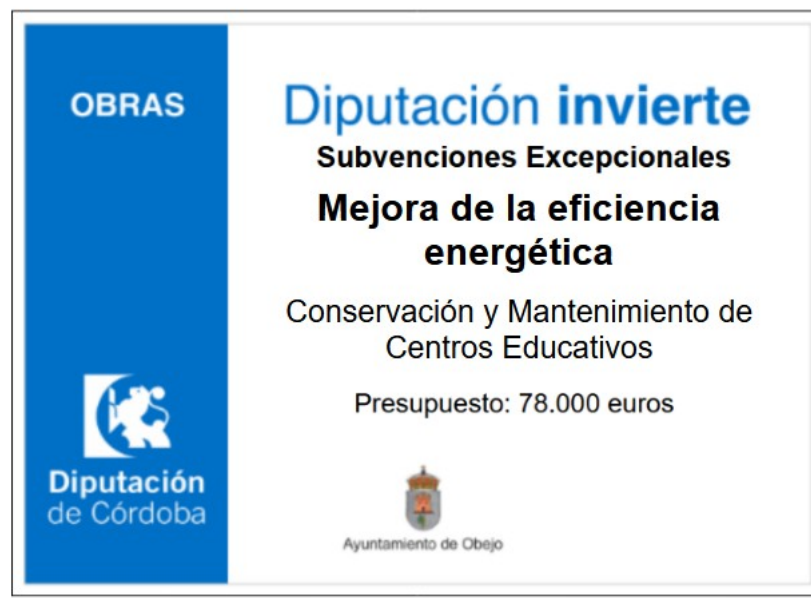 OBRAS
Diputación invierte
Subvenciones Excepcionales
Mejora de la eficiencia
energética
Conservación y Mantenimiento de
Centros Educativos
Presupuesto: 78.000 euros
Diputación
de Córdoba
Ayuntamiento de Obejo